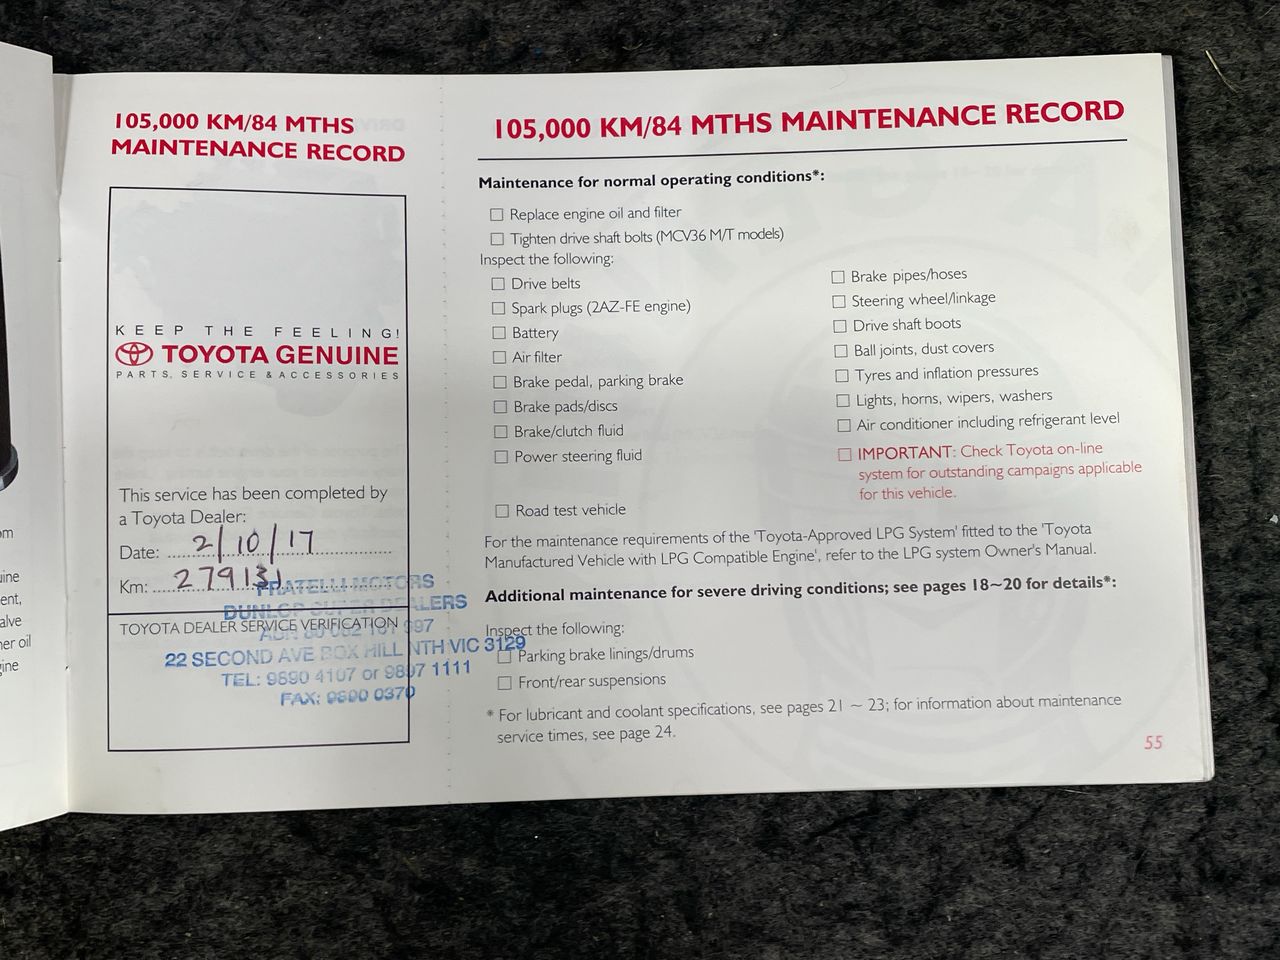 om
uine
ent,
alve
ner oil
gine
105,000 KM/84 MTHS
MAINTENANCE RECORD
KEEP THE FEELING!
TOYOTA GENUINE
PARTS, SERVICE & ACCESSORIES
This service has been completed by
a Toyota Dealer:
Date: 2/10/17
Km: 279131
FRATELLI MOTORS
DUNLOP SUPER DEALERS
TOYOTA DEALER SERVICE VERIFICATION
22 SECOND AVE BOX HILL NTH VIC 3129
TEL: 9890 4107 or 9897 1111
FAX: 9890 0370
105,000 KM/84 MTHS MAINTENANCE RECORD
Maintenance for normal operating conditions*:
Replace engine oil and filter
Tighten drive shaft bolts (MCV36 M/T models)
Inspect the following:
Drive belts
Spark plugs (2AZ-FE engine)
Battery
Air filter
Brake pedal, parking brake
Brake pads/discs
Brake/clutch fluid
Power steering fluid
Road test vehicle
Brake pipes/hoses
Steering wheel/linkage
Drive shaft boots
Ball joints, dust covers
Tyres and inflation pressures
Lights, horns, wipers, washers
Air conditioner including refrigerant level
IMPORTANT: Check Toyota on-line
system for outstanding campaigns applicable
for this vehicle.
For the maintenance requirements of the 'Toyota-Approved LPG System' fitted to the 'Toyota
Manufactured Vehicle with LPG Compatible Engine', refer to the LPG system Owner's Manual.
Additional maintenance for severe driving conditions; see pages 18~20 for details*:
Inspect the following:
Parking brake linings/drums
Front/rear suspensions
* For lubricant and coolant specifications, see pages 21 ~ 23; for information about maintenance
service times, see page 24.
55